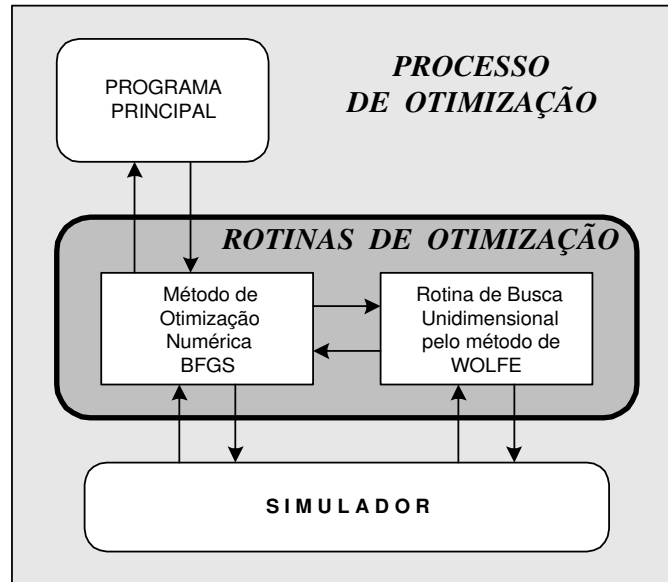 PROGRAMA
PRINCIPAL
PROCESSO
DE OTIMIZAÇÃO
ROTINAS DE OTIMIZAÇÃO
Método de
Otimização
Numérica
BFGS
Rotina de Busca
Unidimensional
pelo método de
WOLFE
SIMULADOR